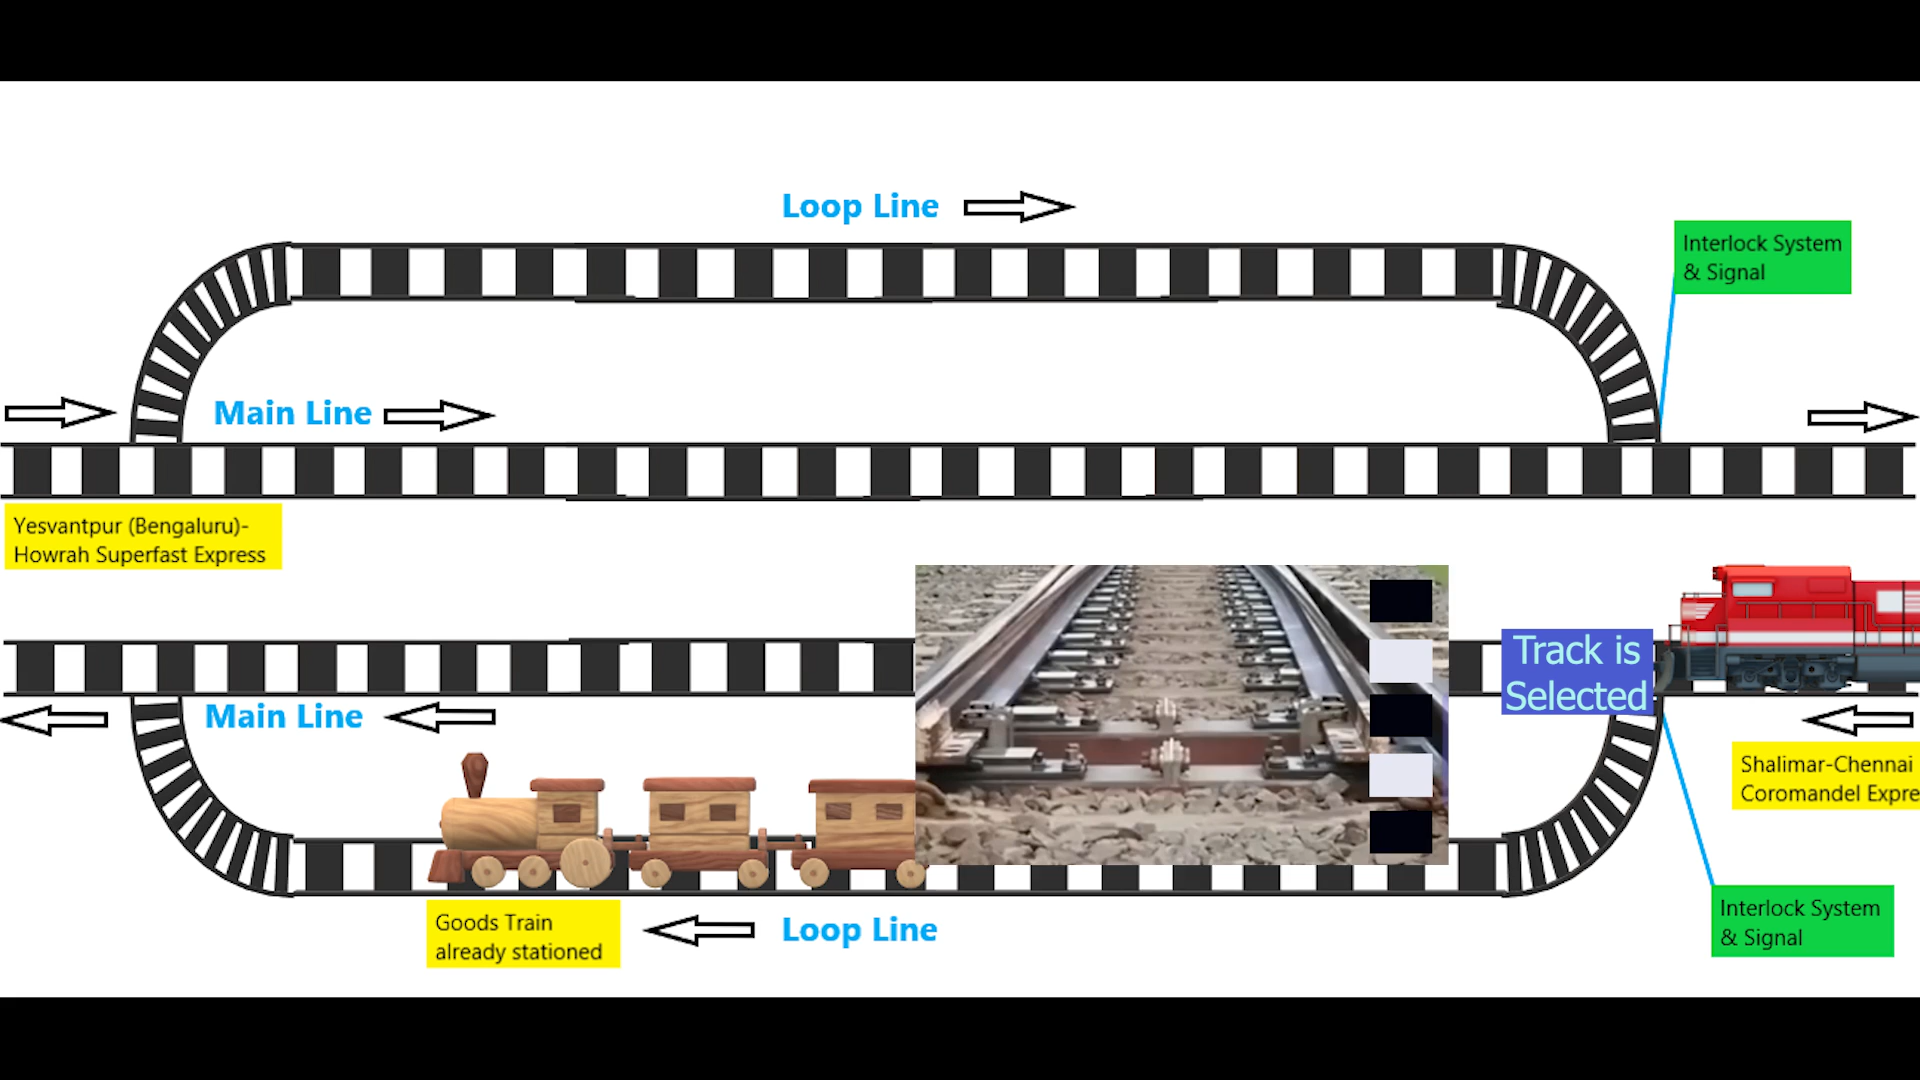 Loop Line
Interlock System
& Signal
Main Line
Yesvantpur (Bengaluru)-
Howrah Superfast Express
Track is
Selected
Main Line
Shalimar-Chennai
Coromandel Expre
Goods Train
already stationed
Loop Line
Interlock System
& Signal